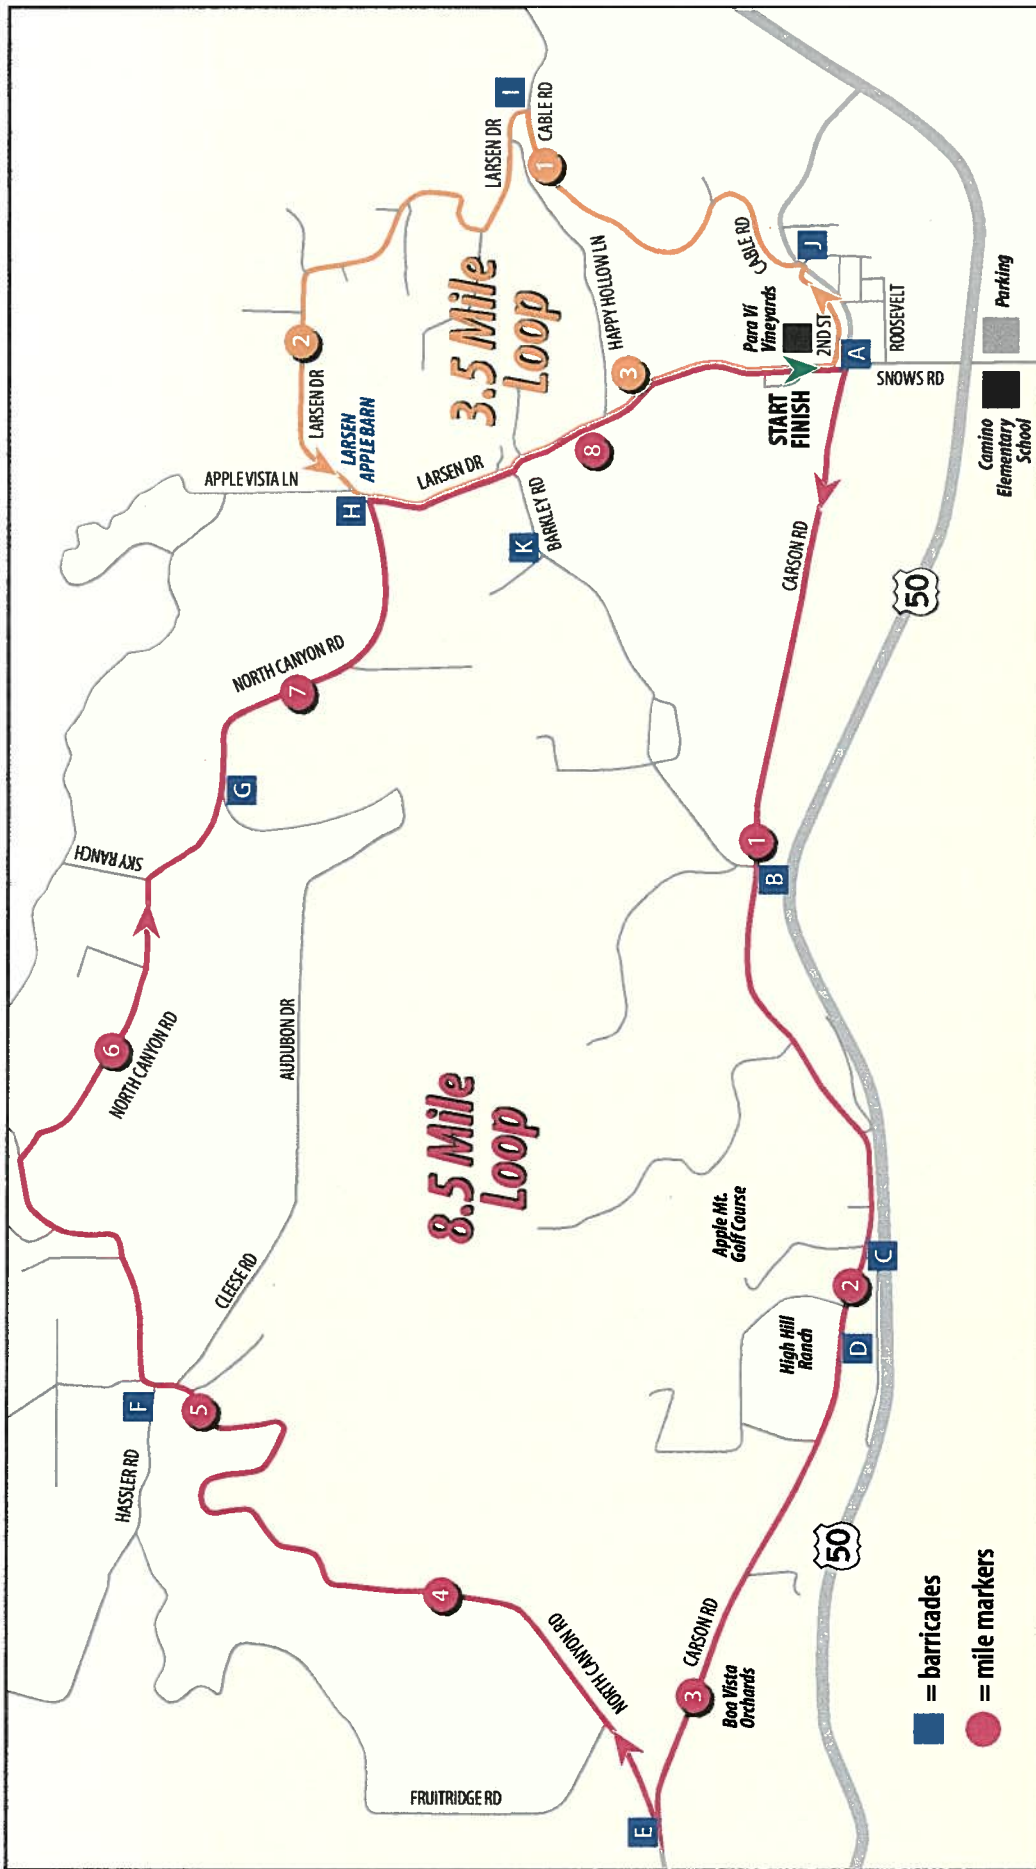 HASSLER RD
F
5
NORTH CANYON RD
6
SKY RANCH
G
NORTH CANYON RD
7
APPLE VISTA LN
H
LARSEN
APPLE BARN
LARSEN DR
2
LARSEN DR
I
CABLE RD
1
FRUITRIDGE RD
4
CLEESE RD
AUDUBON DR
8.5 Mile
Loop
3.5 Mile
Loop
LARSEN DR
BARKLEY RD
K
8
3
HAPPY HOLLOW LN
CABLE RD
J
Para Vi
Vineyards
2ND ST
START
FINISH
A
ROOSEVELT
SNOWS RD
E
NORTH CANYON RD
3
CARSON RD
Boa Vista
Orchards
High Hill
Ranch
D
2
Apple Mt.
Golf Course
C
B
1
CARSON RD
50
50
= barricades
= mile markers
Camino
Elementary
School
Parking